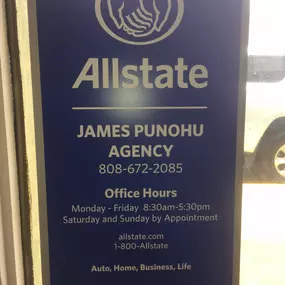 Allstate
JAMES PUNOHU
AGENCY
808-672-2085
Office Hours
Monday - Friday 8:30am-5:30pm
Saturday and Sunday by Appointment
allstate.com
1-800-Allstate
Auto, Home, Business, Life